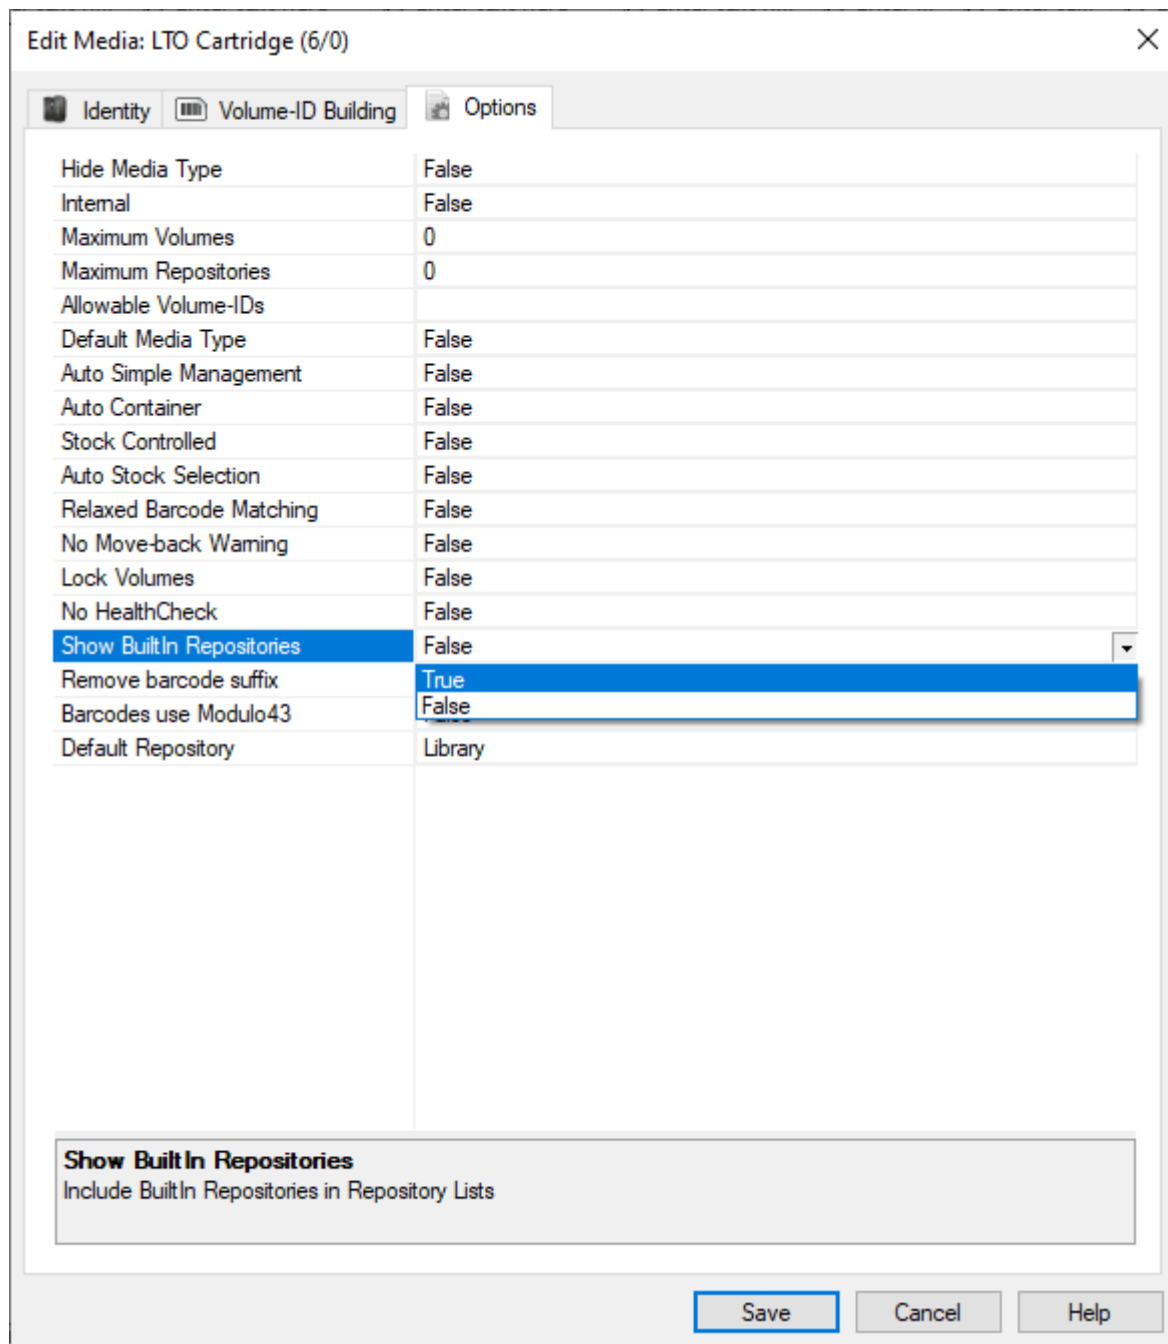 Edit Media: LTO Cartridge (6/0)
Identity Volume-ID Building Options
Hide Media Type False
Internal False
Maximum Volumes 0
Maximum Repositories 0
Allowable Volume-IDs
Default Media Type False
Auto Simple Management False
Auto Container False
Stock Controlled False
Auto Stock Selection False
Relaxed Barcode Matching False
No Move-back Warning False
Lock Volumes False
No HealthCheck False
Show BuiltIn Repositories False
Remove barcode suffix True
Barcodes use Modulo43 False
Default Repository Library
Show BuiltIn Repositories
Include BuiltIn Repositories in Repository Lists
Save Cancel Help